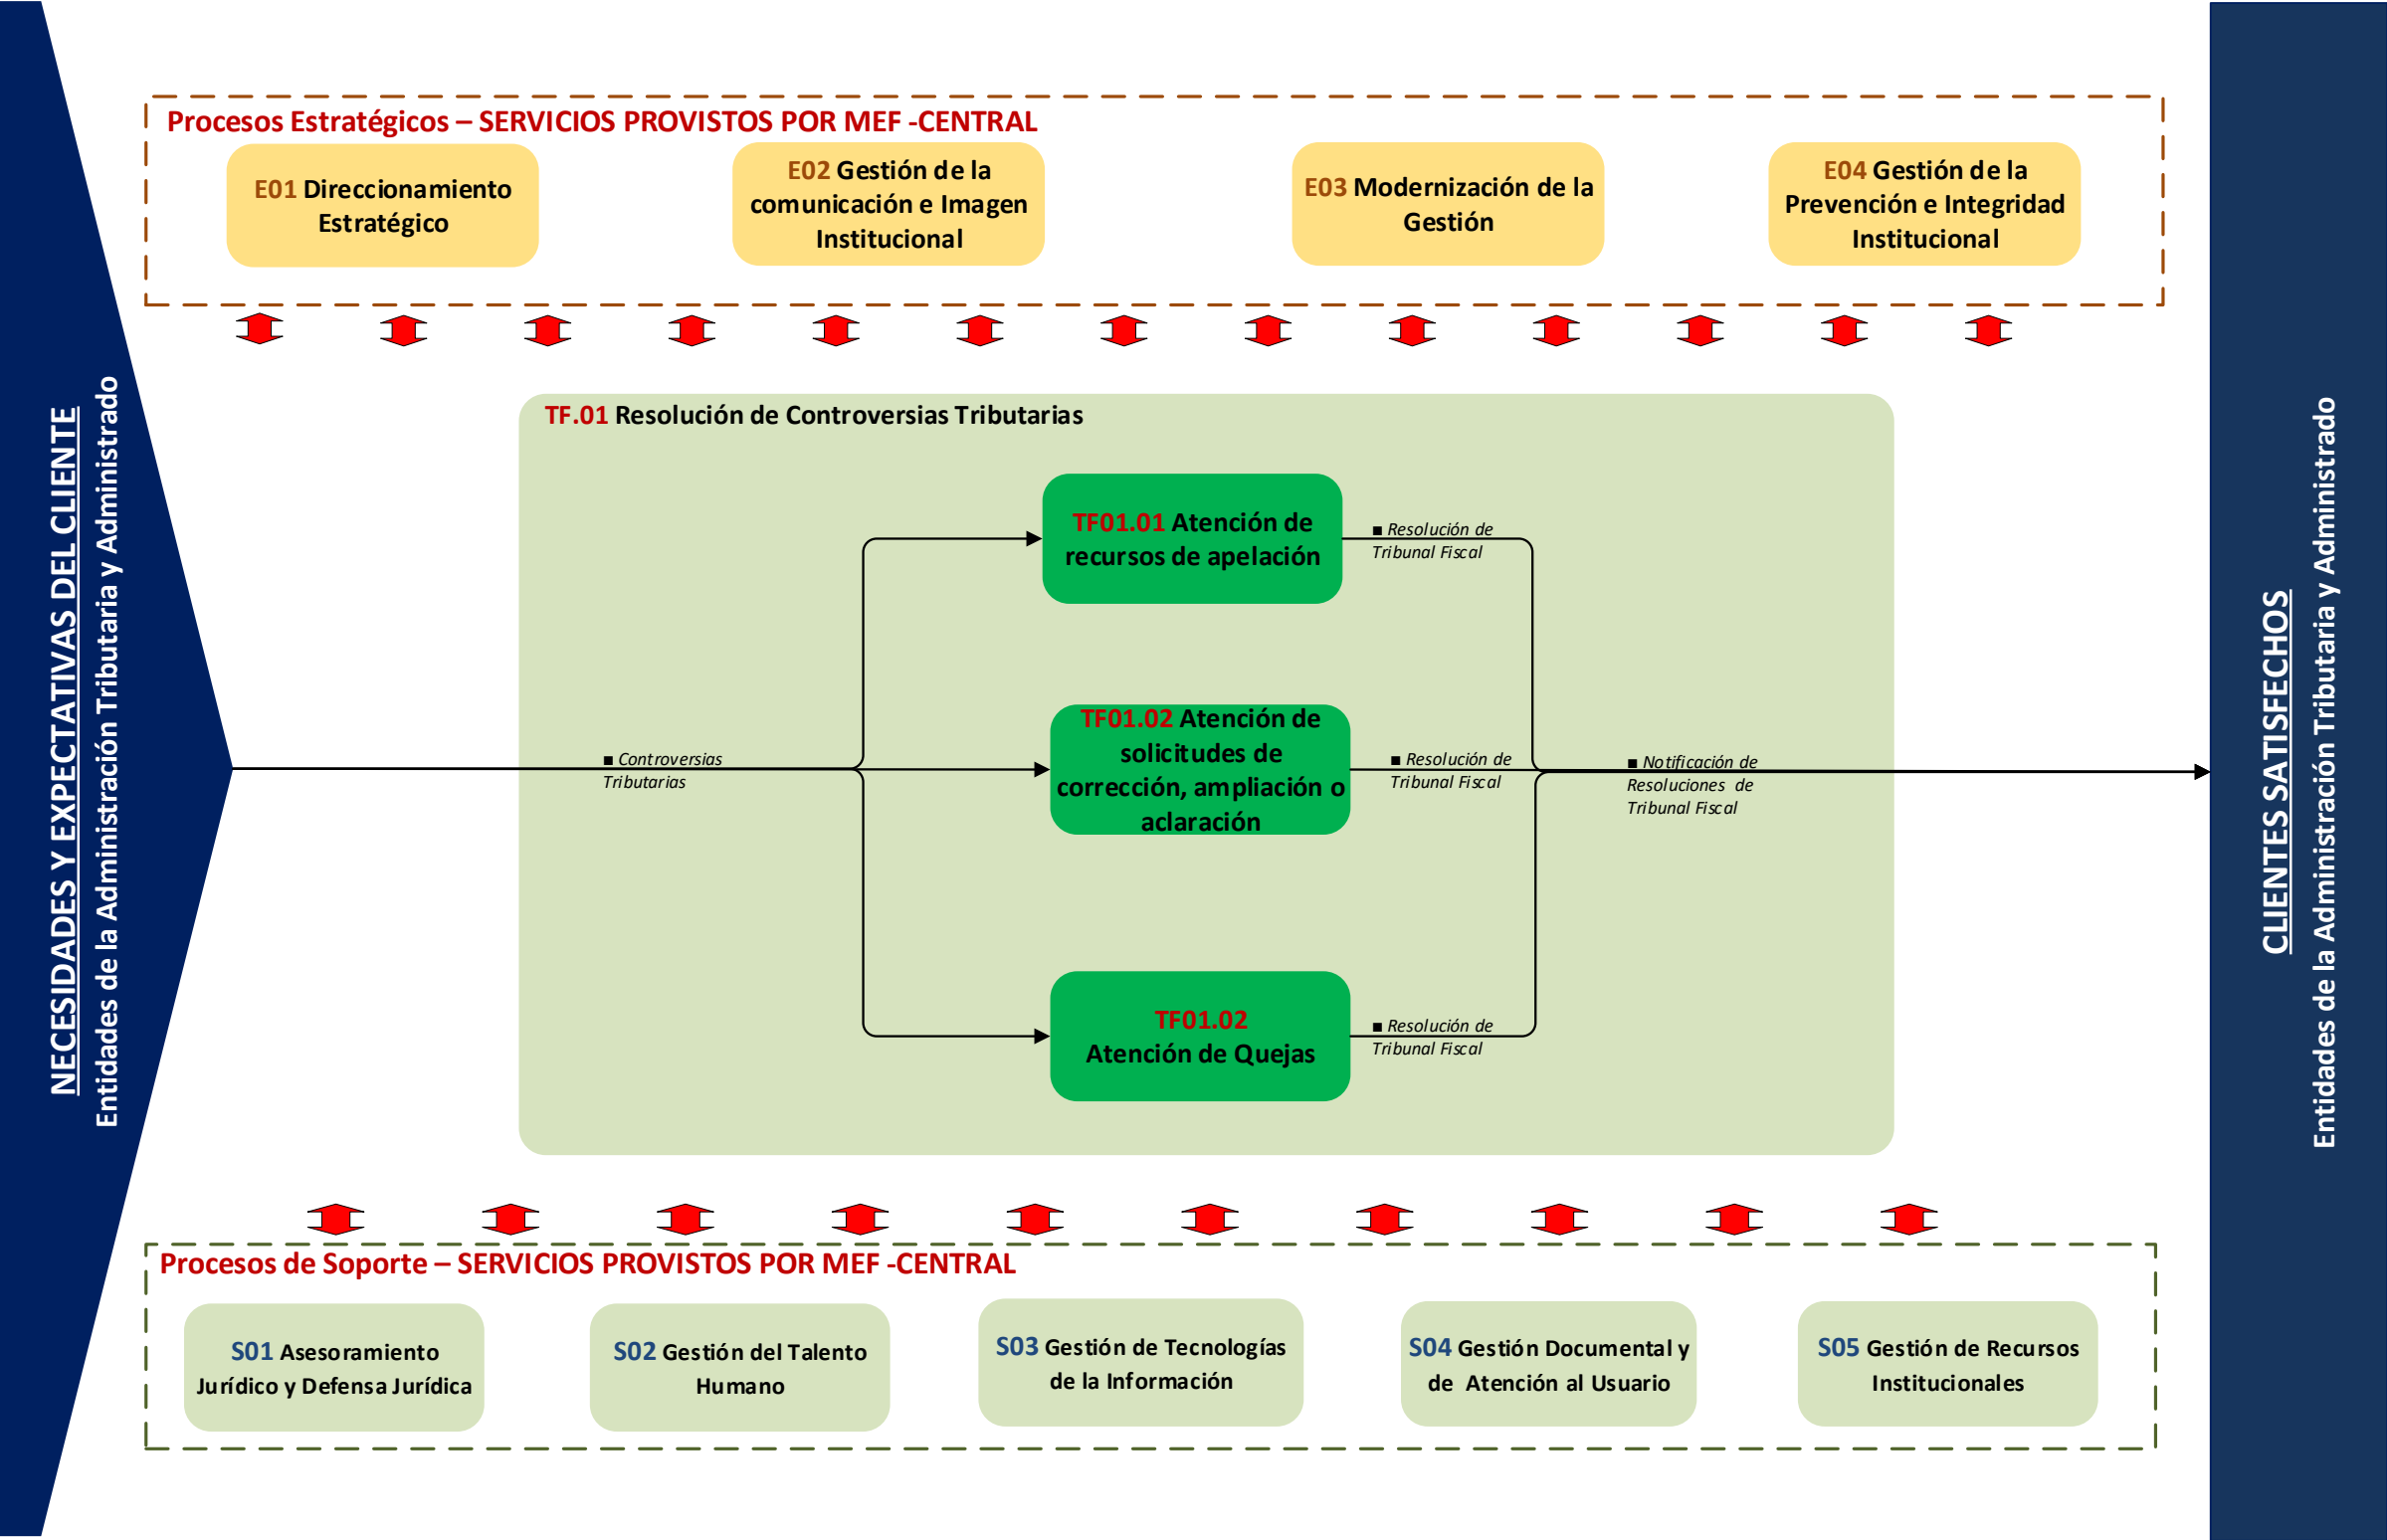 NECESIDADES Y EXPECTATIVAS DEL CLIENTE
Entidades de la Administración Tributaria y Administrado
Procesos Estratégicos – SERVICIOS PROVISTOS POR MEF -CENTRAL
E01 Direccionamiento
Estratégico
E02 Gestión de la
comunicación e Imagen
Institucional
E03 Modernización de la
Gestión
E04 Gestión de la
Prevención e Integridad
Institucional
TF.01 Resolución de Controversias Tributarias
■ Controversias
Tributarias
TF01.01 Atención de
recursos de apelación
■ Resolución de
Tribunal Fiscal
TF01.02 Atención de
solicitudes de
corrección, ampliación o
aclaración
■ Resolución de
Tribunal Fiscal
TF01.02
Atención de Quejas
■ Resolución de
Tribunal Fiscal
■ Notificación de
Resoluciones de
Tribunal Fiscal
Procesos de Soporte – SERVICIOS PROVISTOS POR MEF -CENTRAL
S01 Asesoramiento
Jurídico y Defensa Jurídica
S02 Gestión del Talento
Humano
S03 Gestión de Tecnologías
de la Información
S04 Gestión Documental y
de Atención al Usuario
S05 Gestión de Recursos
Institucionales
CLIENTES SATISFECHOS
Entidades de la Administración Tributaria y Administrado